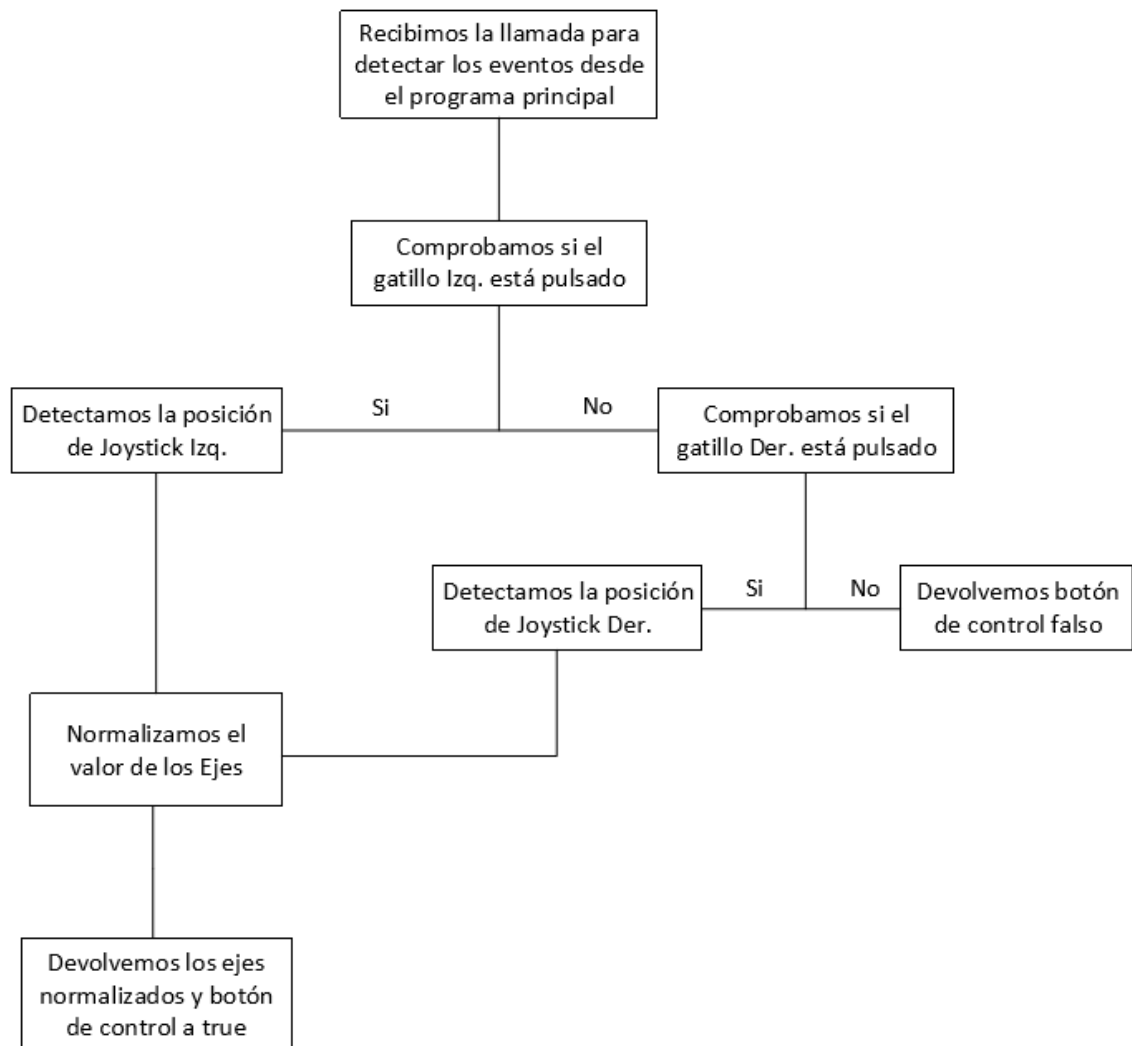 Recibimos la llamada para
detectar los eventos desde
el programa principal
Comprobamos si el
gatillo Izq. está pulsado
Detectamos la posición
de Joystick Izq.
Si
No
Comprobamos si el
gatillo Der. está pulsado
Detectamos la posición
de Joystick Der.
Si
No
Devolvemos botón
de control falso
Normalizamos el
valor de los Ejes
Devolvemos los ejes
normalizados y botón
de control a true